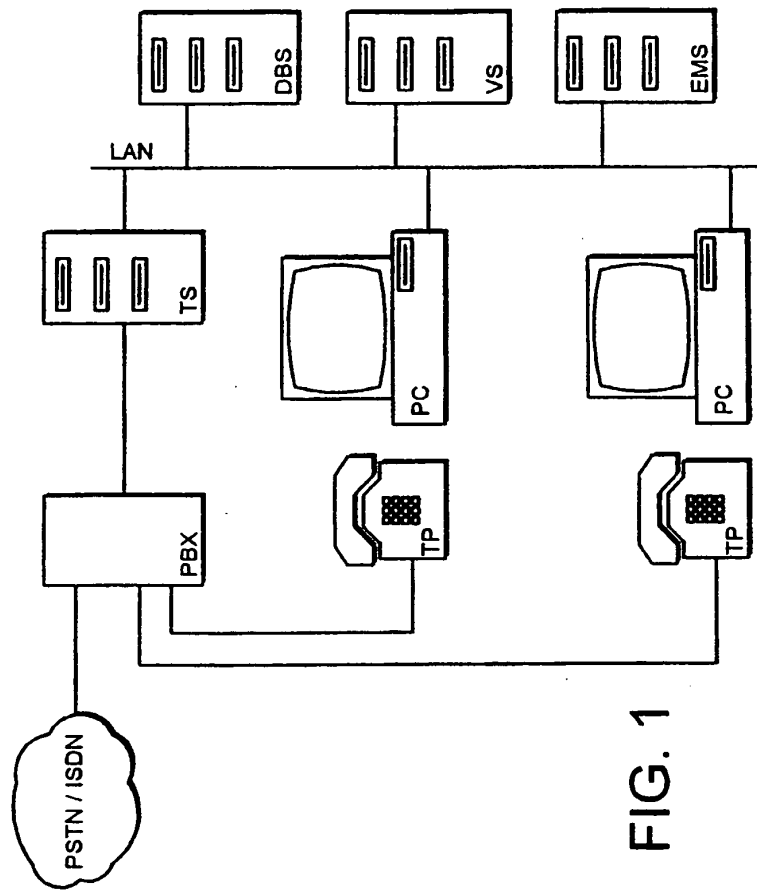 PSTN / ISDN
PBX
TS
LAN
DBS
VS
EMS
TP
PC
TP
PC
FIG. 1